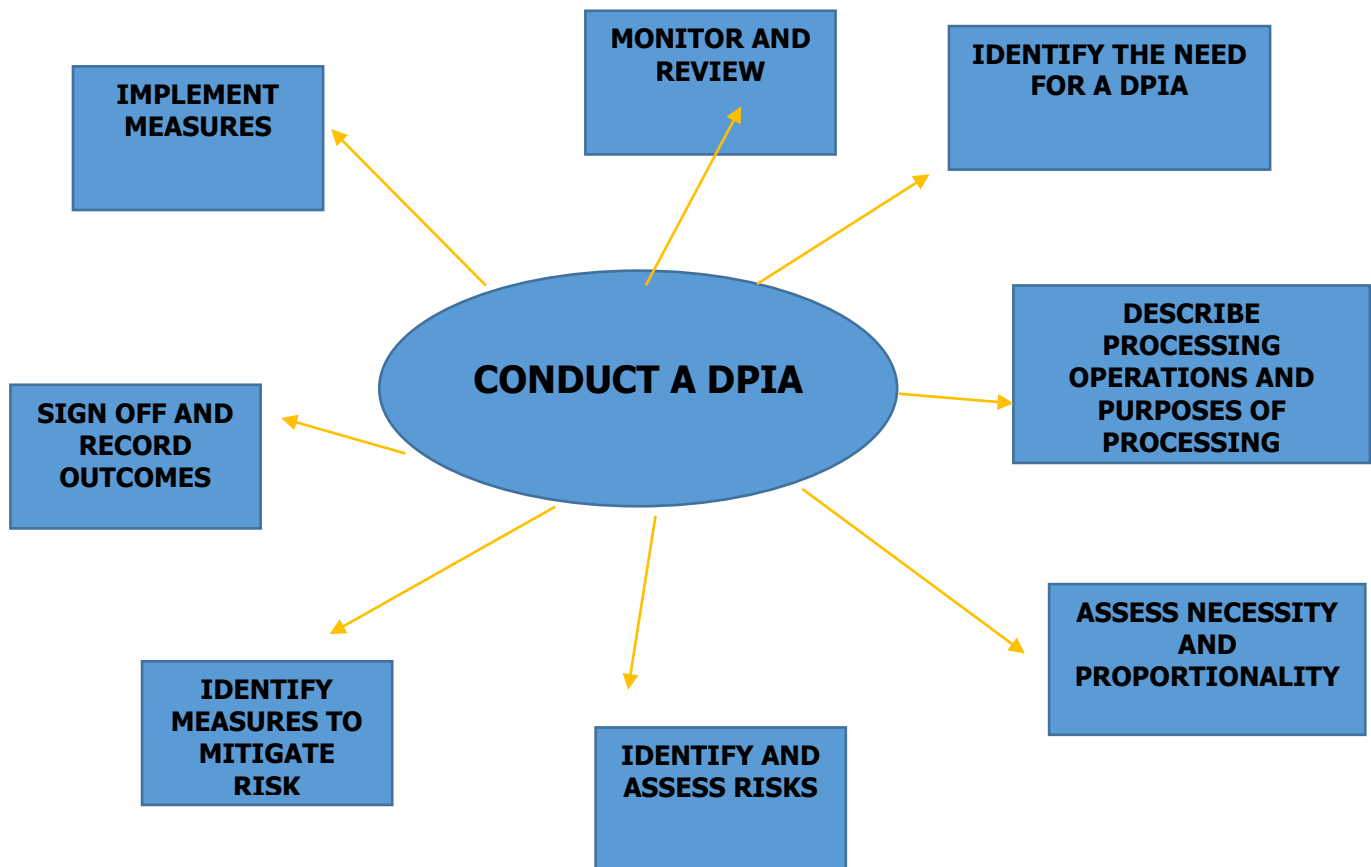 MONITOR AND
REVIEW
IDENTIFY THE NEED
FOR A DPIA
IMPLEMENT
MEASURES
DESCRIBE
PROCESSING
OPERATIONS AND
PURPOSES OF
PROCESSING
CONDUCT A DPIA
SIGN OFF AND
RECORD
OUTCOMES
ASSESS NECESSITY
AND
PROPORTIONALITY
IDENTIFY
MEASURES TO
MITIGATE
RISK
IDENTIFY AND
ASSESS RISKS